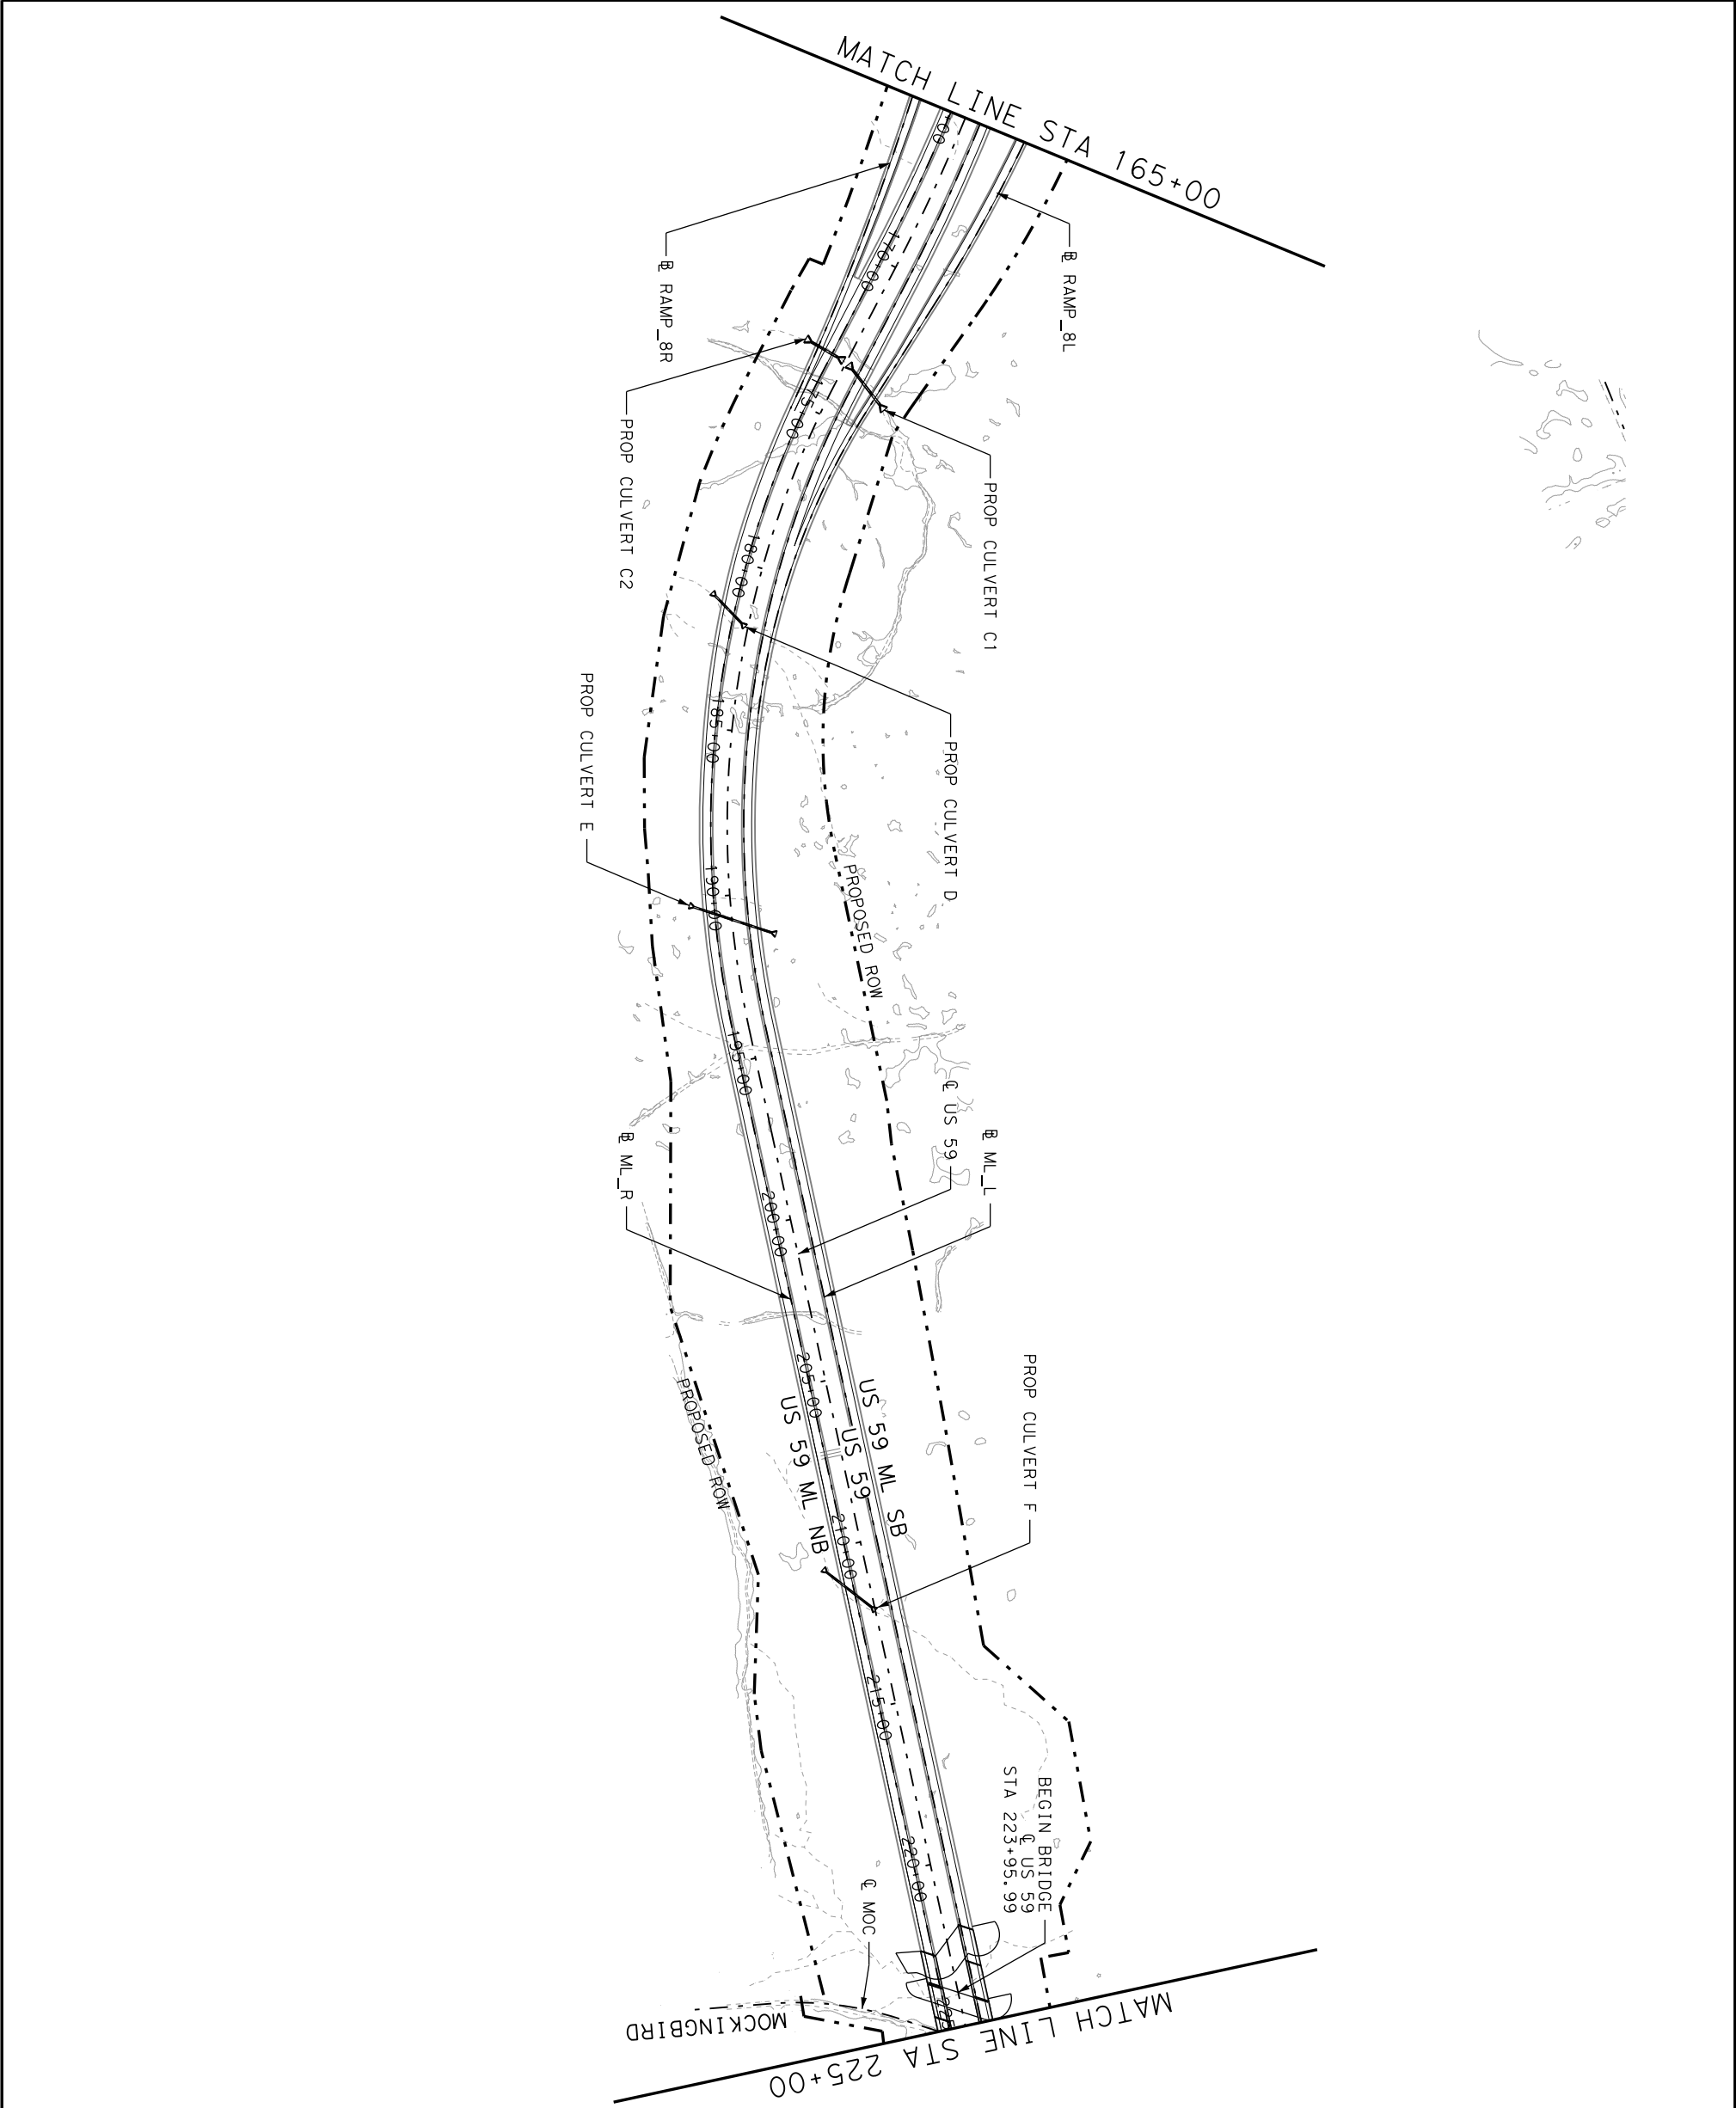 MATCH LINE STA 165+00
170+00
℄ RAMP_8R
℄ RAMP_8L
175+00
PROP CULVERT C2
PROP CULVERT C1
180+00
PROP CULVERT D
185+00
PROP CULVERT E
190+00
PROPOSED ROW
195+00
℄ US 59
℄ ML_L
℄ ML_R
200+00
205+00
PROP CULVERT F
PROPOSED ROW
US 59 ML SB
US 59
US 59 ML NB
210+00
215+00
BEGIN BRIDGE
℄ US 59
STA 223+95.99
220+00
℄ MOC
225
MOCKINGBIRD
MATCH LINE STA 225+00